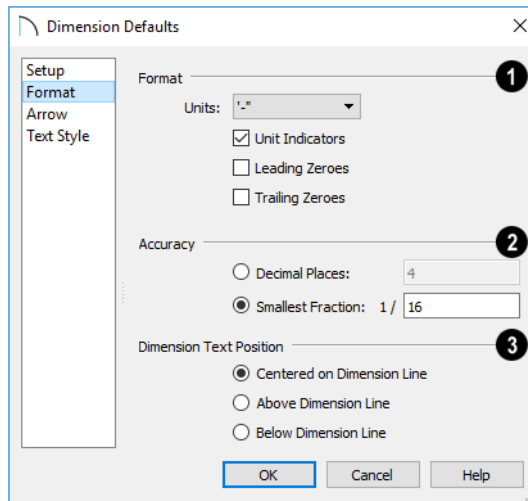 Dimension Defaults
Setup
Format
Arrow
Text Style
Format
1
Units: '-"
Unit Indicators
Leading Zeroes
Trailing Zeroes
Accuracy
2
Decimal Places: 4
Smallest Fraction: 1 / 16
Dimension Text Position
3
Centered on Dimension Line
Above Dimension Line
Below Dimension Line
OK Cancel Help